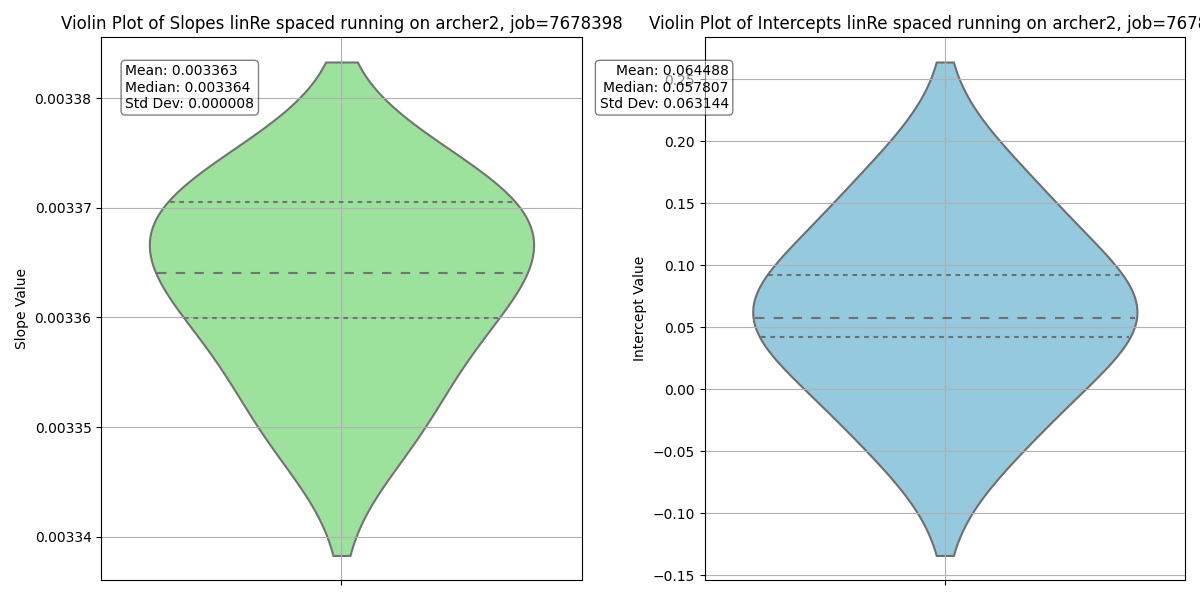 Violin Plot of Slopes linRe spaced running on archer2, job=7678398
Mean: 0.003363
Median: 0.003364
Std Dev: 0.000008
0.00338
0.00337
0.00336
0.00335
0.00334
Slope Value
Violin Plot of Intercepts linRe spaced running on archer2, job=767
Mean: 0.064488
Median: 0.057807
Std Dev: 0.063144
0.25
0.20
0.15
0.10
0.05
0.00
−0.05
−0.10
−0.15
Intercept Value